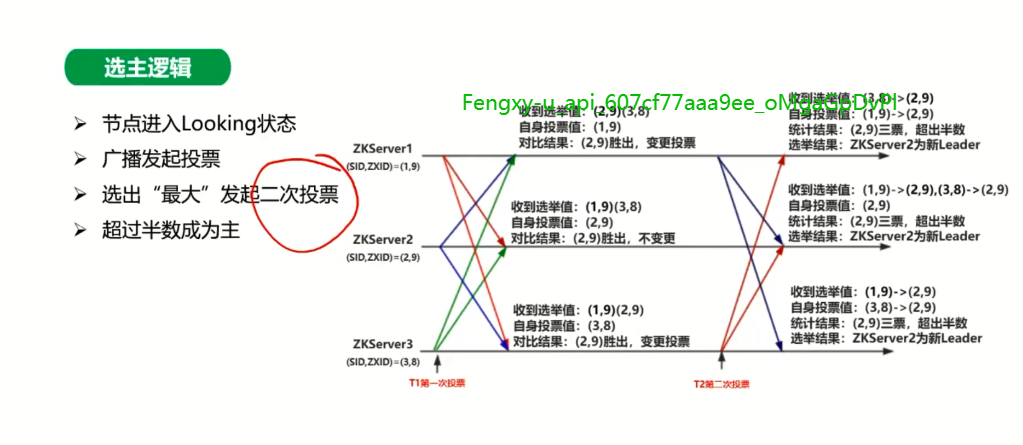 选主逻辑
节点进入Looking状态
广播发起投票
选出“最大”发起二次投票
超过半数成为主
Fengxy-u_api_607cf77aaa9ee_oMgaGpDvPl
收到选举值：(2,9)(3,8)
自身投票值：(1,9)
对比结果：(2,9)胜出，变更投票
收到选举值：(3,8)->(2,9)
自身投票值：(1,9)->(2,9)
统计结果：(2,9)三票，超出半数
选举结果：ZKServer2为新Leader
ZKServer1
(SID,ZXID)=(1,9)
收到选举值：(1,9)(3,8)
自身投票值：(2,9)
对比结果：(2,9)胜出，不变更
收到选举值：(1,9)->(2,9),(3,8)->(2,9)
自身投票值：(2,9)
统计结果：(2,9)三票，超出半数
选举结果：ZKServer2为新Leader
ZKServer2
(SID,ZXID)=(2,9)
收到选举值：(1,9)(2,9)
自身投票值：(3,8)
对比结果：(2,9)胜出，变更投票
收到选举值：(1,9)->(2,9)
自身投票值：(3,8)->(2,9)
统计结果：(2,9)三票，超出半数
选举结果：ZKServer2为新Leader
ZKServer3
(SID,ZXID)=(3,8)
T1第一次投票
T2第二次投票